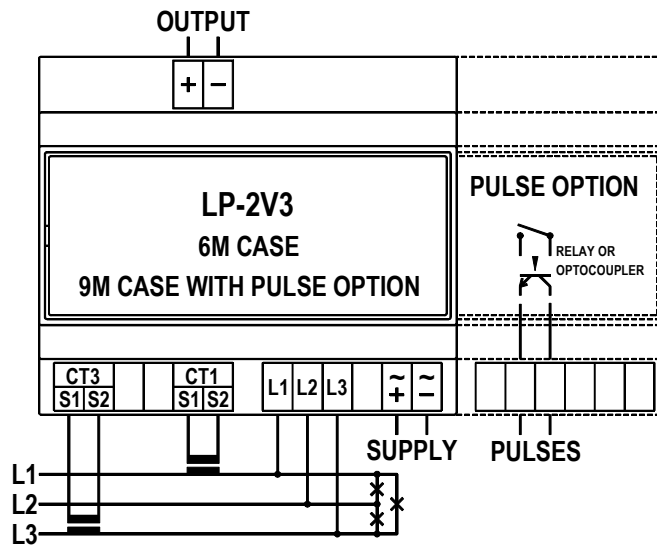 OUTPUT
+ −
LP-2V3
6M CASE
9M CASE WITH PULSE OPTION
PULSE OPTION
RELAY OR
OPTOCOUPLER
CT3
S1 S2
CT1
S1 S2
L1 L2 L3
~ ~
+ −
SUPPLY
PULSES
L1
L2
L3